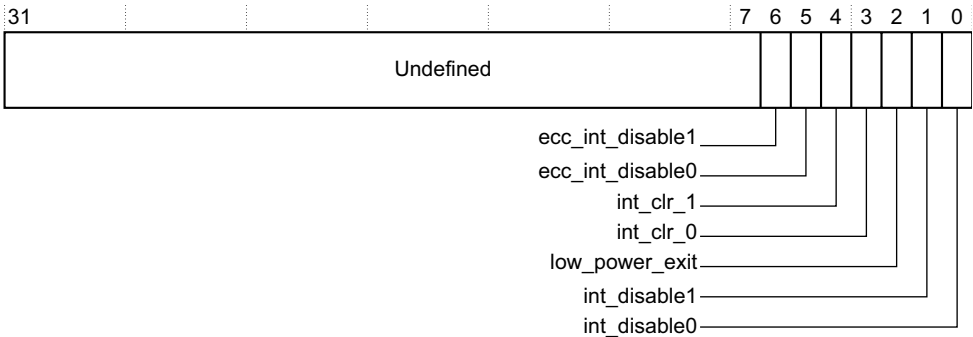 31 7 6 5 4 3 2 1 0
Undefined
ecc_int_disable1
ecc_int_disable0
int_clr_1
int_clr_0
low_power_exit
int_disable1
int_disable0